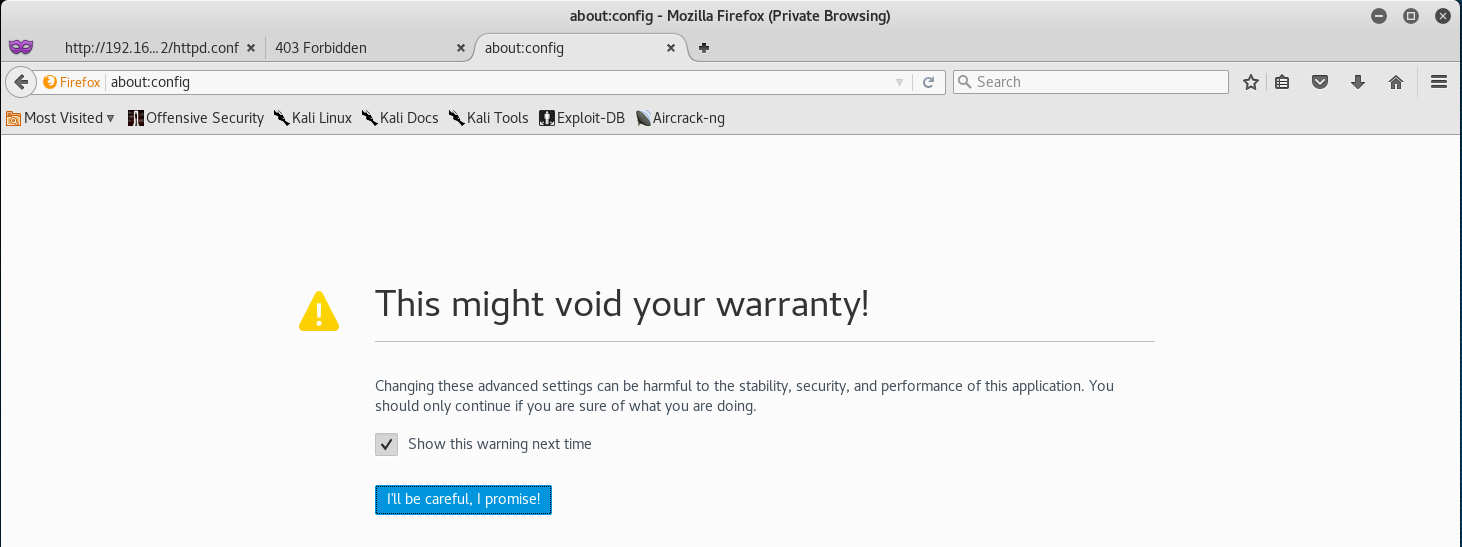 about:config - Mozilla Firefox (Private Browsing)
http://192.16...2/httpd.conf
403 Forbidden
about:config
Firefox
about:config
Search
Most Visited
Offensive Security
Kali Linux
Kali Docs
Kali Tools
Exploit-DB
Aircrack-ng
This might void your warranty!
Changing these advanced settings can be harmful to the stability, security, and performance of this application. You
should only continue if you are sure of what you are doing.
Show this warning next time
I'll be careful, I promise!